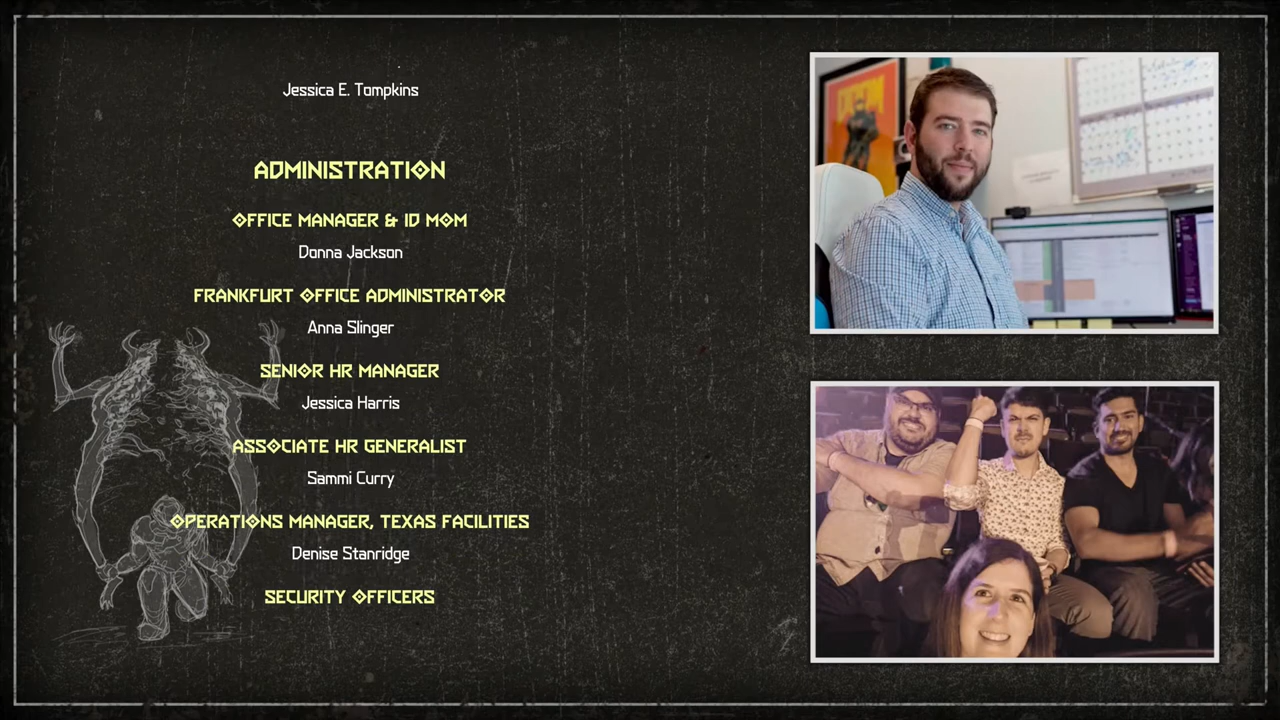 Jessica E. Tompkins
ADMINISTRATION
OFFICE MANAGER & ID MOM
Donna Jackson
FRANKFURT OFFICE ADMINISTRATOR
Anna Slinger
SENIOR HR MANAGER
Jessica Harris
ASSOCIATE HR GENERALIST
Sammi Curry
OPERATIONS MANAGER, TEXAS FACILITIES
Denise Stanridge
SECURITY OFFICERS
DOOM